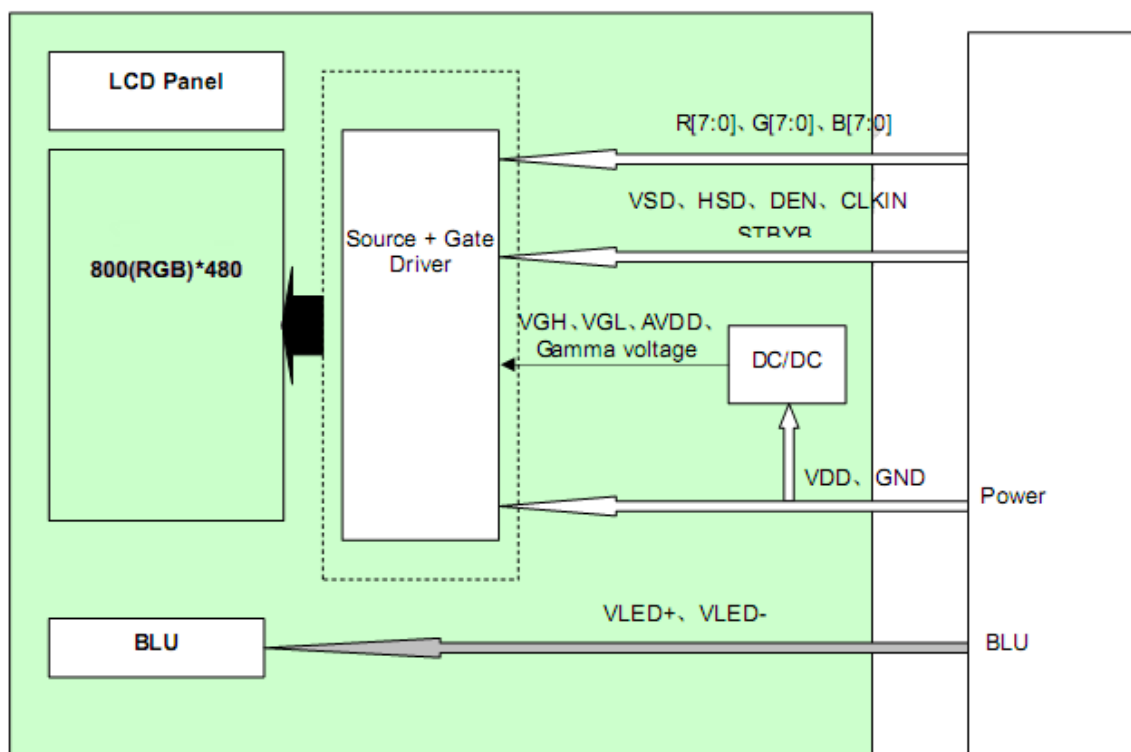 LCD Panel
800(RGB)*480
Source + Gate
Driver
R[7:0]、G[7:0]、B[7:0]
VSD、HSD、DEN、CLKIN
STBYB
VGH、VGL、AVDD、
Gamma voltage
DC/DC
VDD、GND
Power
VLED+、VLED-
BLU
BLU